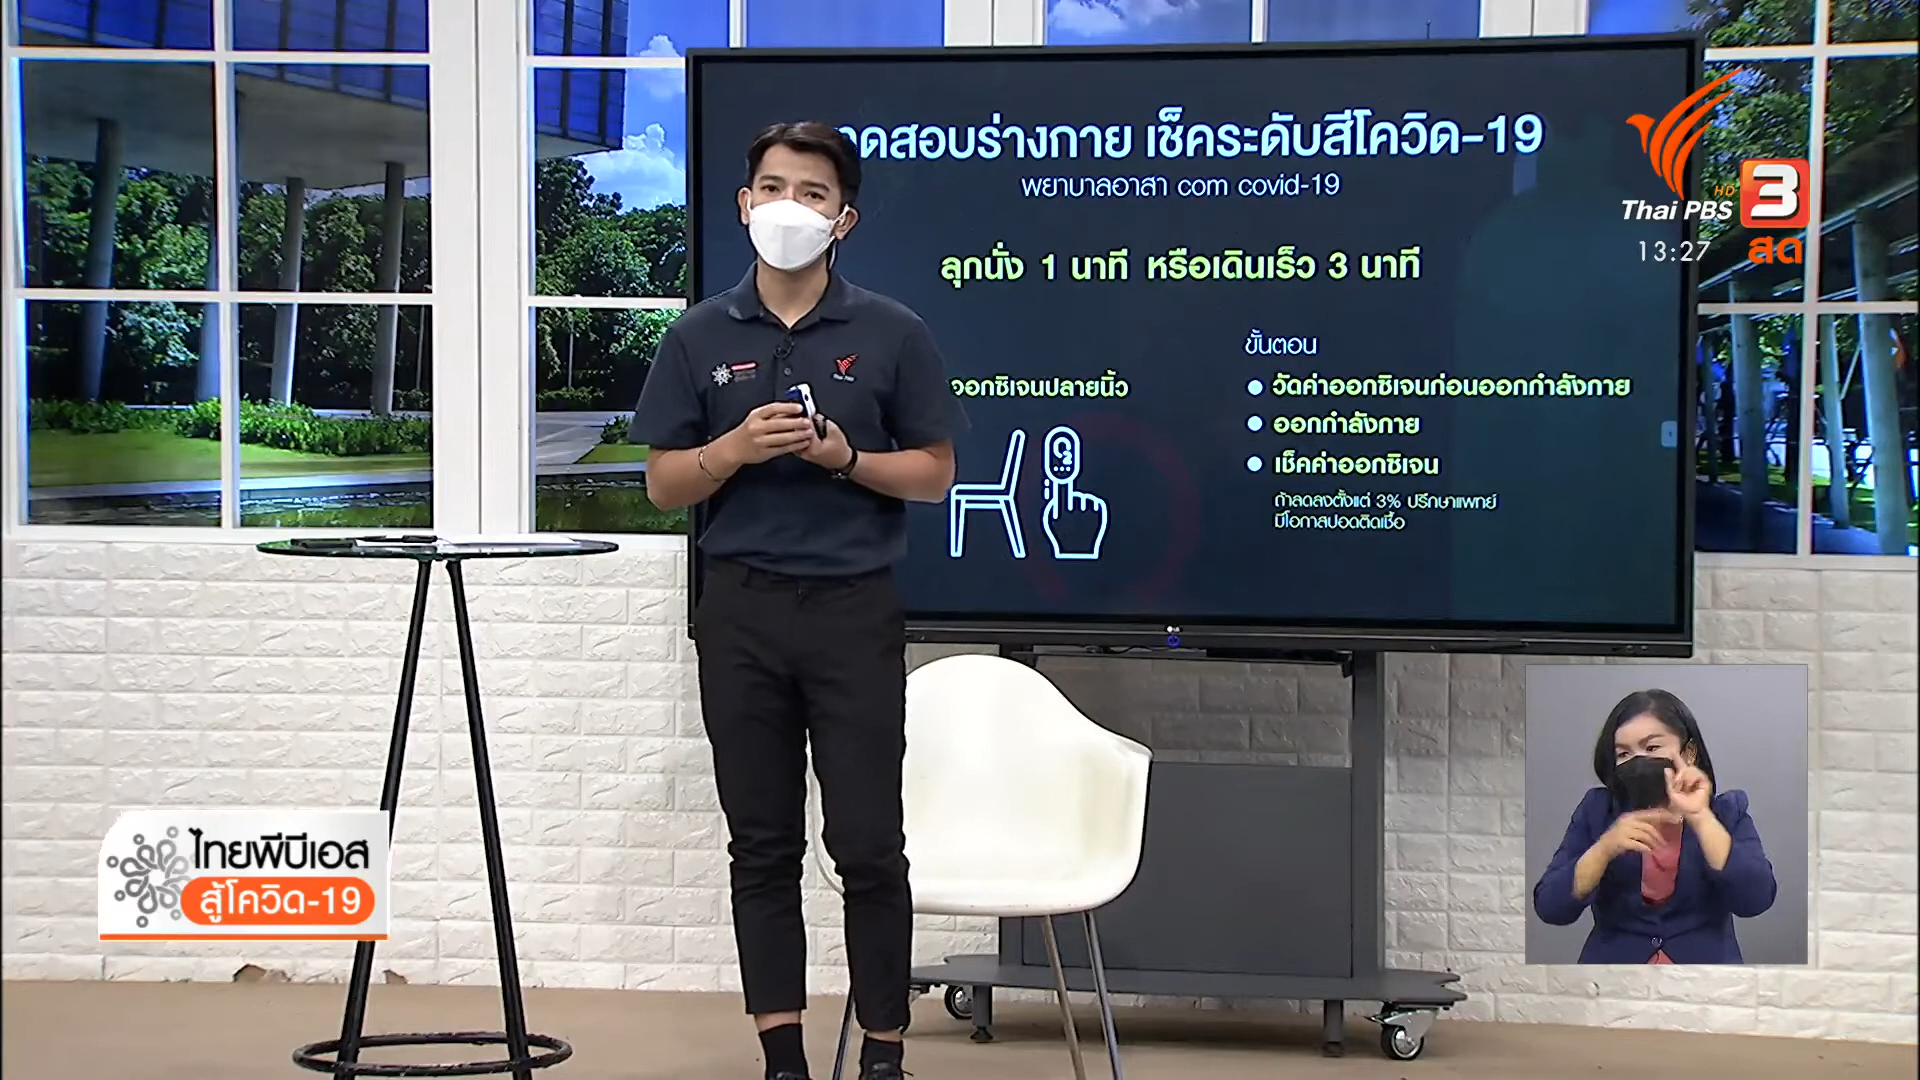 ทดสอบร่างกาย เช็คระดับสีโควิด-19
พยาบาลอาสา com covid-19
ลุกนั่ง 1 นาที หรือเดินเร็ว 3 นาที
ออกซิเจนปลายนิ้ว
O2
ขั้นตอน
วัดค่าออกซิเจนก่อนออกกำลังกาย
ออกกำลังกาย
เช็คค่าออกซิเจน
ถ้าลดลงตั้งแต่ 3% ปรึกษาแพทย์
มีโอกาสปอดติดเชื้อ
HD
Thai PBS 3
13:27 สด
Thai PBS
LG
ไทยพีบีเอส
สู้โควิด-19